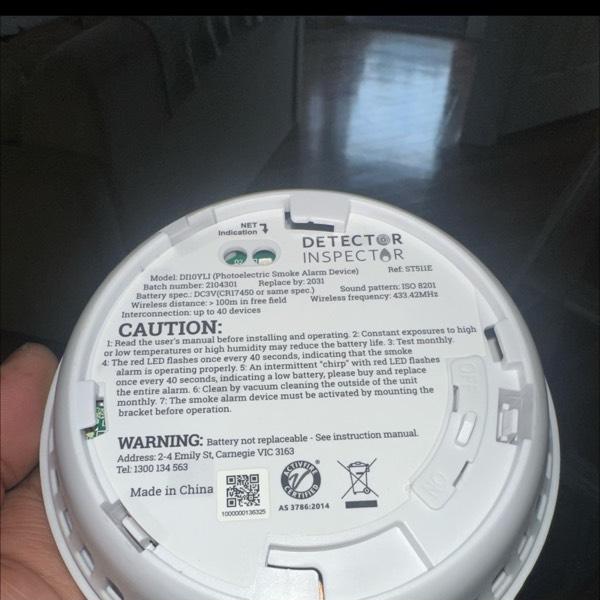 NET
Indication
DETECTOR
INSPECTOR
Model: DI10YLI (Photoelectric Smoke Alarm Device) Ref: ST511E
Batch number: 2104301 Replace by: 2031
Battery spec.: DC3V(CR17450 or same spec.) Sound pattern: ISO 8201
Wireless distance: > 100m in free field Wireless frequency: 433.42MHz
Interconnection: up to 40 devices
CAUTION:
1: Read the user's manual before installing and operating. 2: Constant exposures to high
or low temperatures or high humidity may reduce the battery life. 3: Test monthly.
4: The red LED flashes once every 40 seconds, indicating that the smoke
alarm is operating properly. 5: An intermittent "chirp" with red LED flashes
once every 40 seconds, indicating a low battery, please buy and replace
the entire alarm. 6: Clean by vacuum cleaning the outside of the unit
monthly. 7: The smoke alarm device must be activated by mounting the
bracket before operation.
WARNING: Battery not replaceable - See instruction manual.
Address: 2-4 Emily St, Carnegie VIC 3163
Tel: 1300 134 563
Made in China
1000000136325
ACTIVFIRE
CERTIFIED
AS 3786:2014
OFF